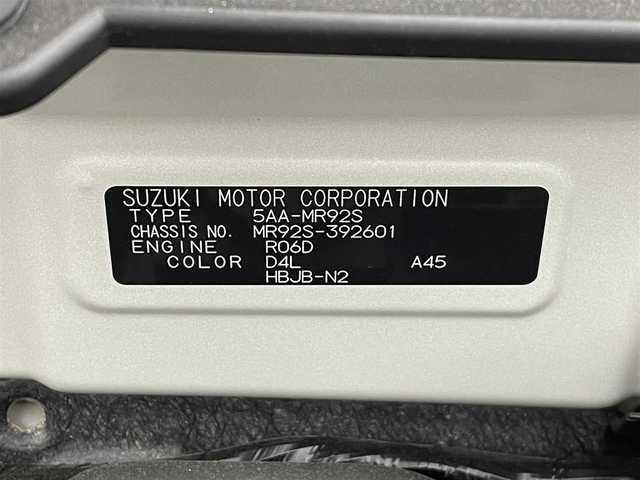 SUZUKI MOTOR CORPORATION
TYPE 5AA-MR92S
CHASSIS NO. MR92S-392601
ENGINE R06D
COLOR D4L A45
HBJB-N2